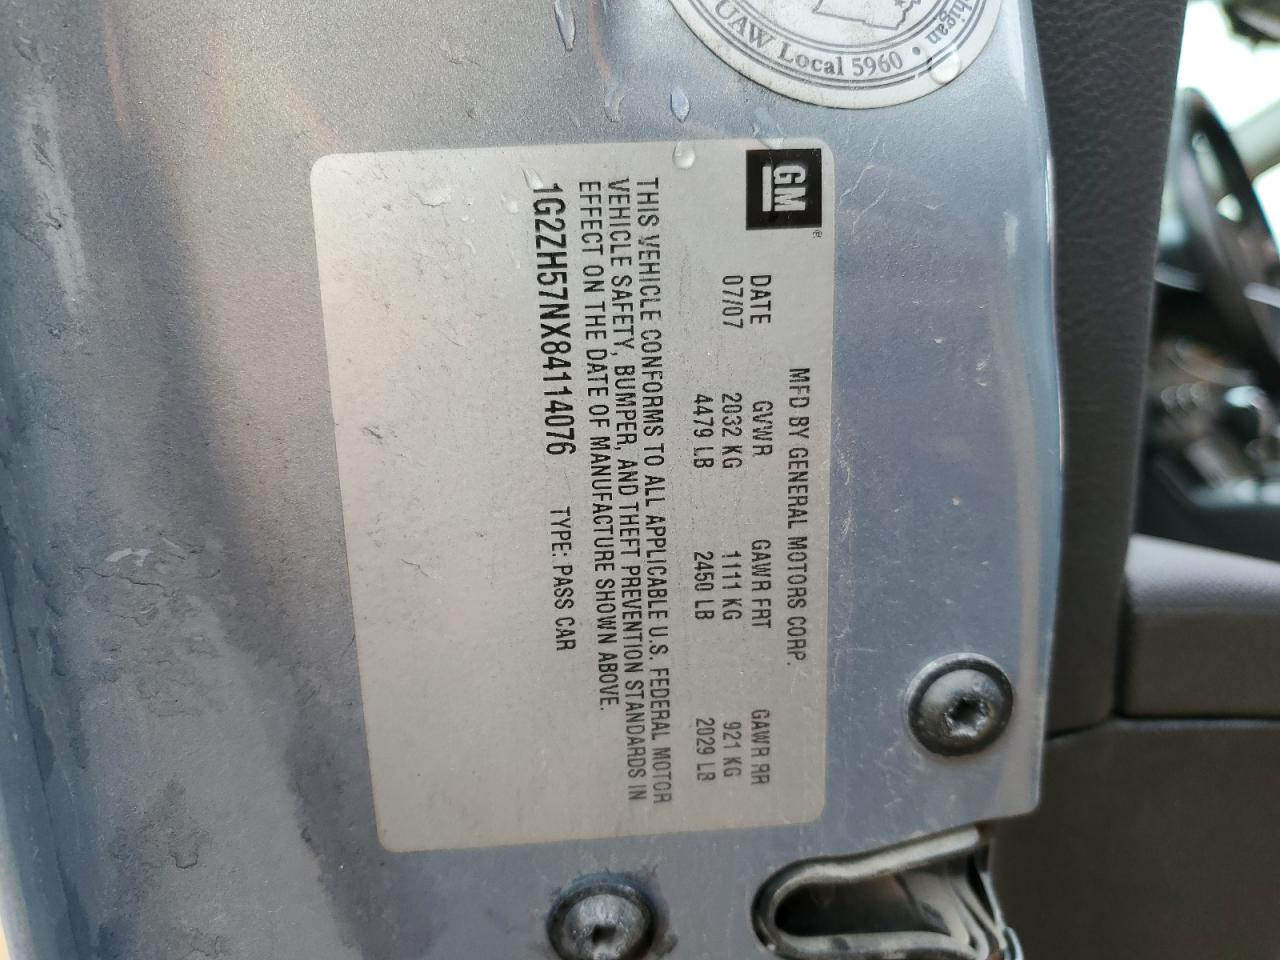 UAW Local 5960 • 
GM
®
MFD BY GENERAL MOTORS CORP.
DATE GVWR GAWR FRT GAWR RR
07/07 2032 KG 1111 KG 921 KG
4479 LB 2450 LB 2029 LB
THIS VEHICLE CONFORMS TO ALL APPLICABLE U.S. FEDERAL MOTOR
VEHICLE SAFETY, BUMPER, AND THEFT PREVENTION STANDARDS IN
EFFECT ON THE DATE OF MANUFACTURE SHOWN ABOVE.
1G2ZH57NX84114076 TYPE: PASS CAR